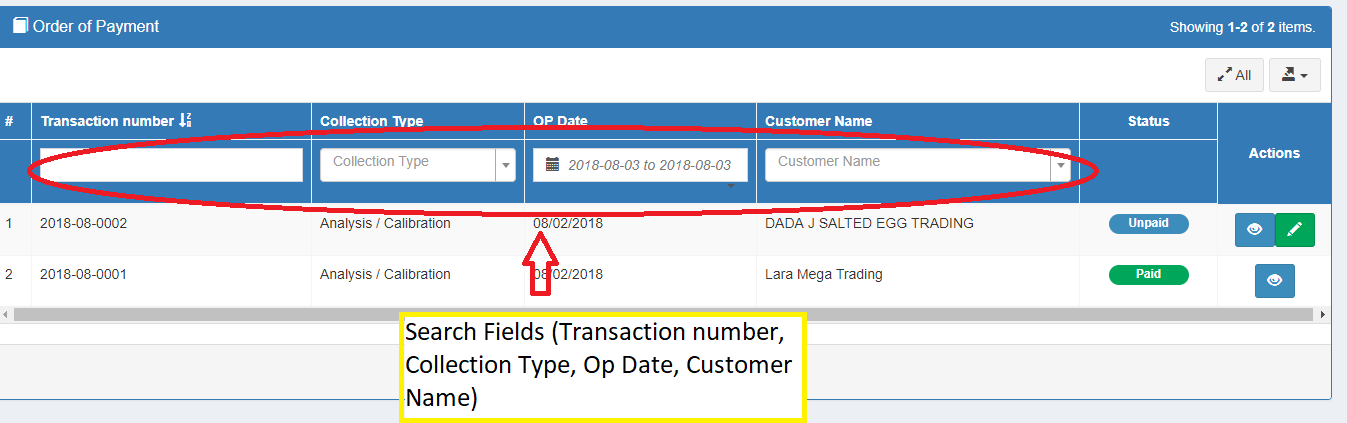 Order of Payment Showing 1-2 of 2 items.
All
# Transaction number Collection Type OP Date Customer Name Status Actions
Collection Type 2018-08-03 to 2018-08-03 Customer Name
1 2018-08-0002 Analysis / Calibration 08/02/2018 DADA J SALTED EGG TRADING Unpaid
2 2018-08-0001 Analysis / Calibration 08/02/2018 Lara Mega Trading Paid
Search Fields (Transaction number,
Collection Type, Op Date, Customer
Name)